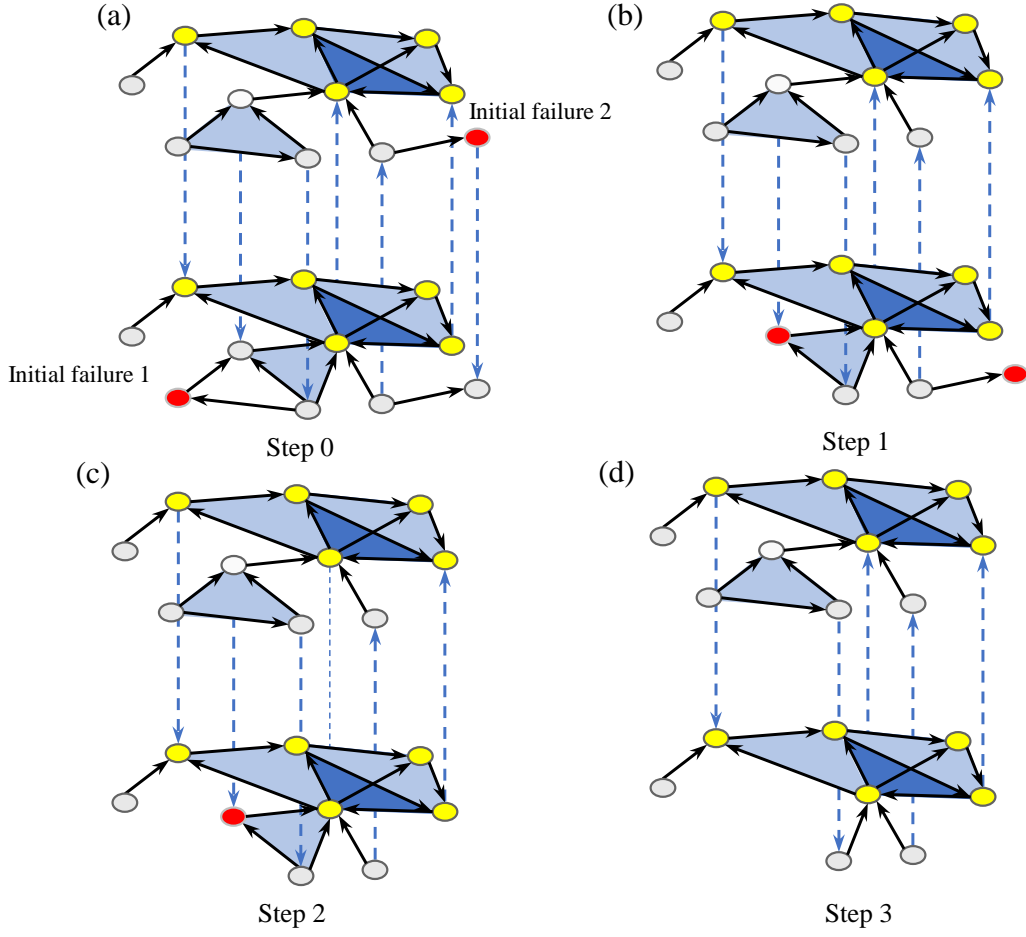 (a)
(b)
Initial failure 2
Initial failure 1
Step 0
Step 1
(c)
(d)
Step 2
Step 3